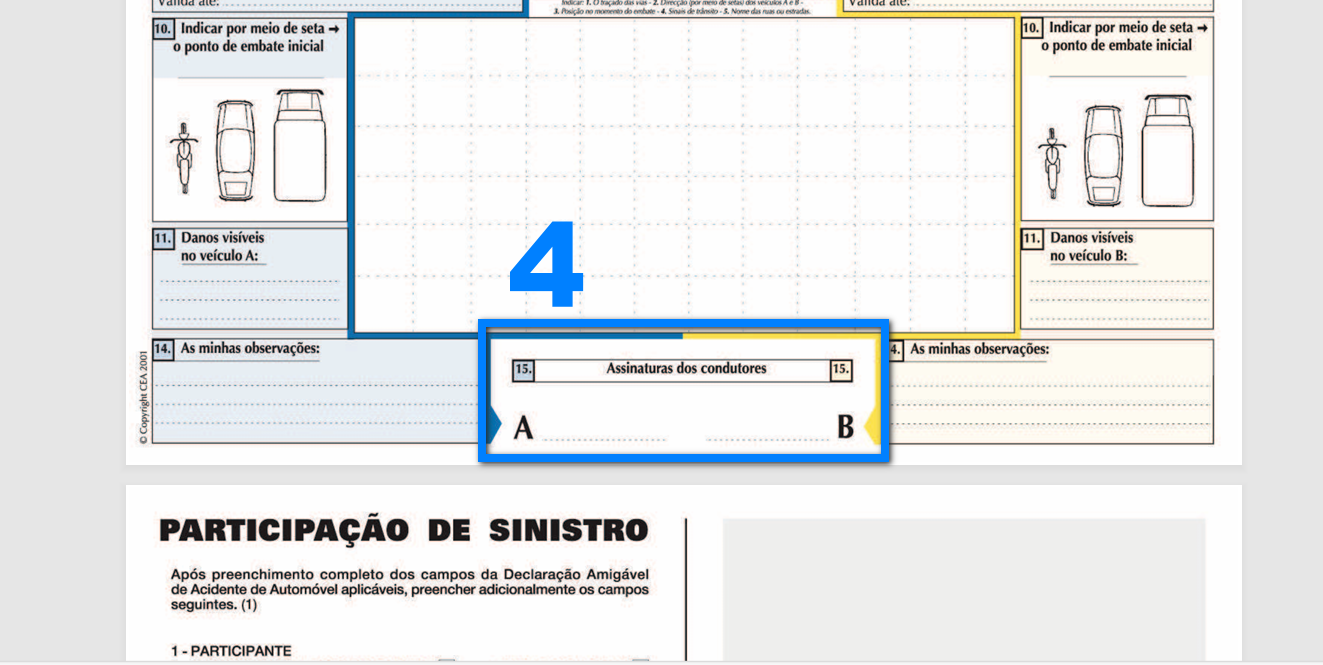 Válida até:
Indicar: 1. O traçado das vias - 2. Direcção (por meio de setas) dos veículos A e B -
3. Posição no momento do embate - 4. Sinais de trânsito - 5. Nome das ruas ou estradas.
Válida até:
10. Indicar por meio de seta →
o ponto de embate inicial
10. Indicar por meio de seta →
o ponto de embate inicial
11. Danos visíveis
no veículo A:
11. Danos visíveis
no veículo B:
4
14. As minhas observações:
4. As minhas observações:
15. Assinaturas dos condutores 15.
A B
© Copyright CEA 2001
PARTICIPAÇÃO DE SINISTRO
Após preenchimento completo dos campos da Declaração Amigável
de Acidente de Automóvel aplicáveis, preencher adicionalmente os campos
seguintes. (1)
1 - PARTICIPANTE